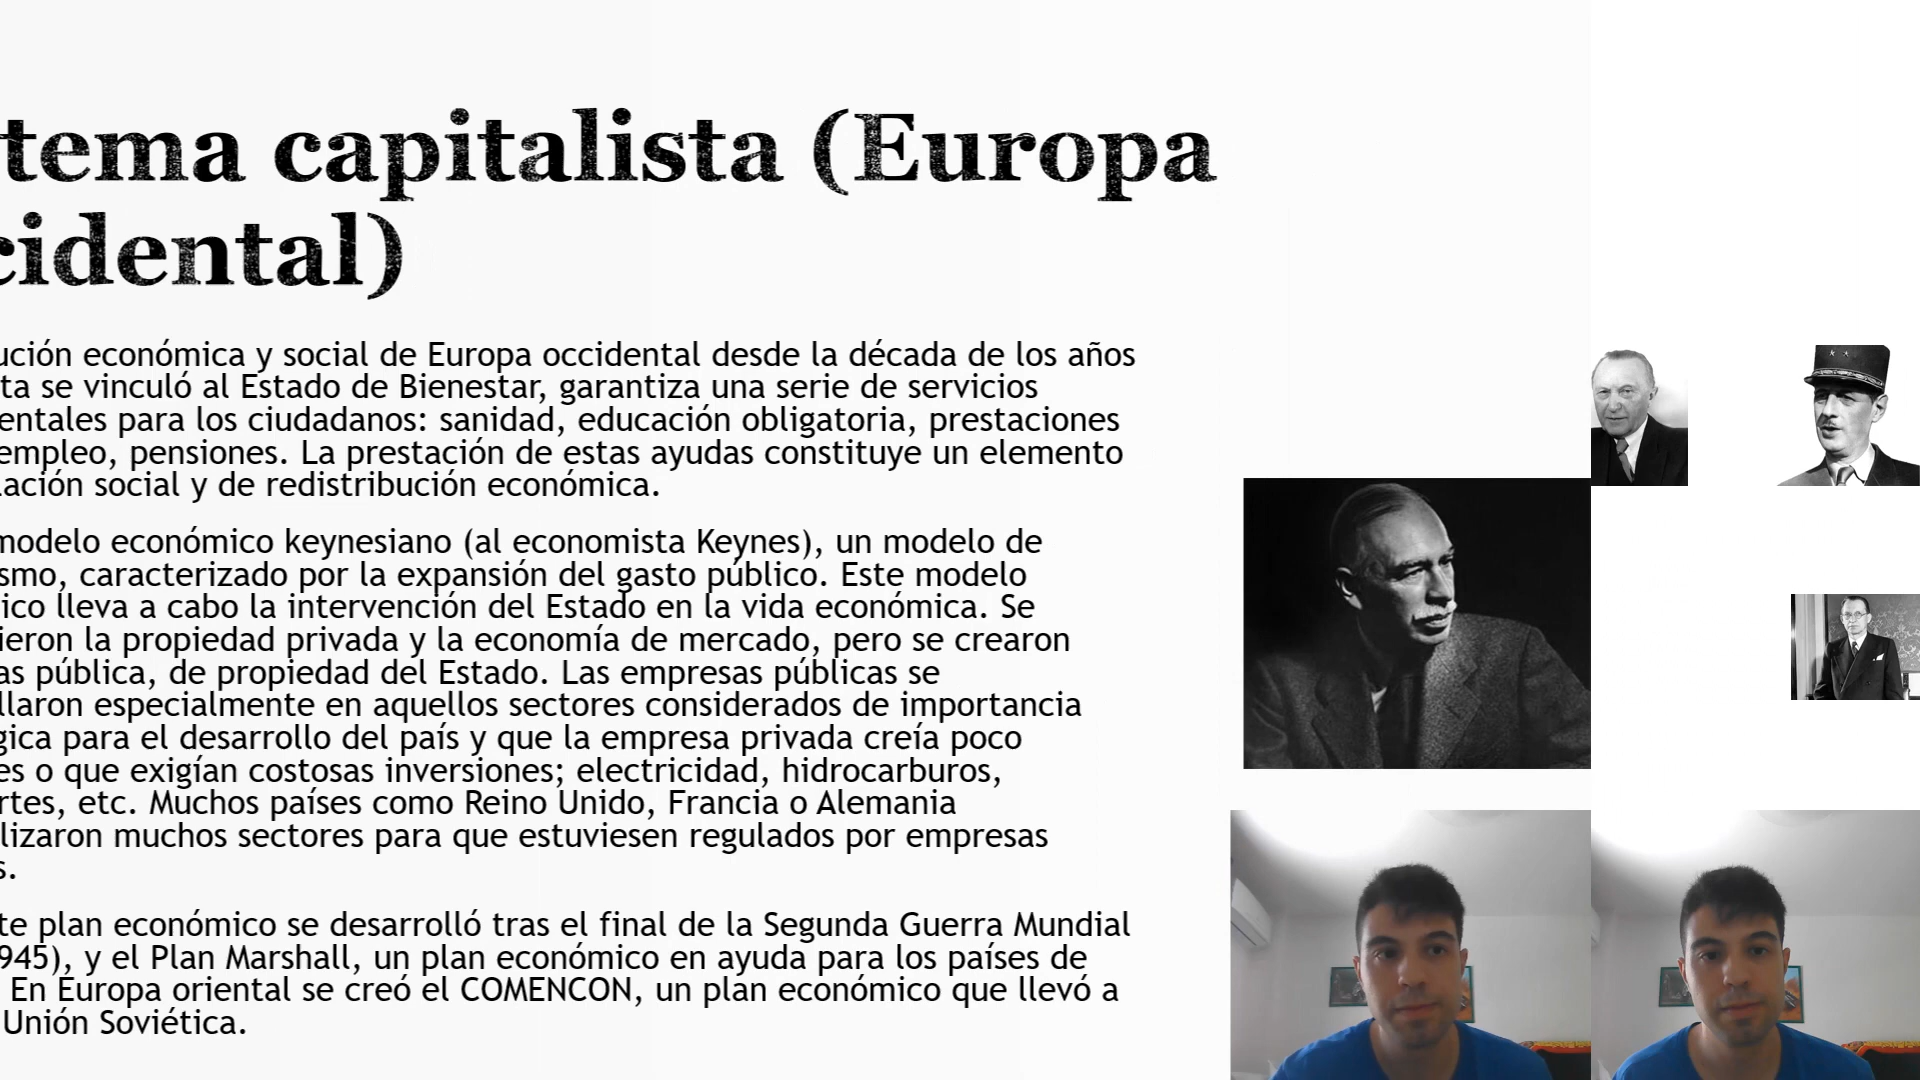 tema capitalista (Europa
cidental)
ución económica y social de Europa occidental desde la década de los años
ta se vinculó al Estado de Bienestar, garantiza una serie de servicios
entales para los ciudadanos: sanidad, educación obligatoria, prestaciones
empleo, pensiones. La prestación de estas ayudas constituye un elemento
lación social y de redistribución económica.
modelo económico keynesiano (al economista Keynes), un modelo de
smo, caracterizado por la expansión del gasto público. Este modelo
ico lleva a cabo la intervención del Estado en la vida económica. Se
ieron la propiedad privada y la economía de mercado, pero se crearon
as pública, de propiedad del Estado. Las empresas públicas se
llaron especialmente en aquellos sectores considerados de importancia
gica para el desarrollo del país y que la empresa privada creía poco
es o que exigían costosas inversiones; electricidad, hidrocarburos,
rtes, etc. Muchos países como Reino Unido, Francia o Alemania
lizaron muchos sectores para que estuviesen regulados por empresas
s.
te plan económico se desarrolló tras el final de la Segunda Guerra Mundial
945), y el Plan Marshall, un plan económico en ayuda para los países de
En Europa oriental se creó el COMENCON, un plan económico que llevó a
Unión Soviética.